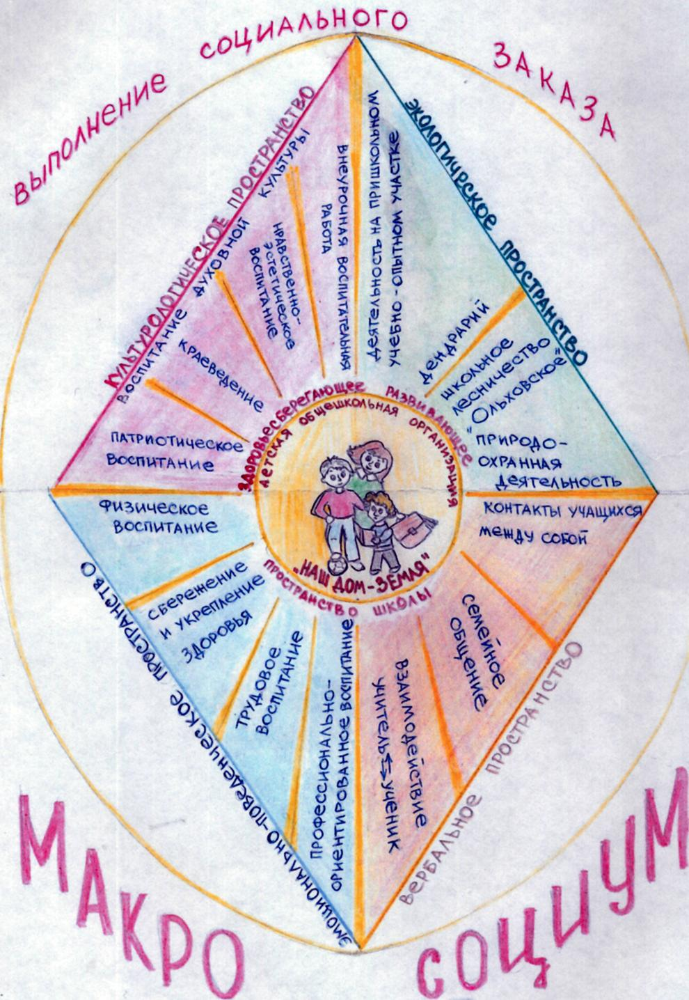 ВЫПОЛНЕНИЕ СОЦИАЛЬНОГО ЗАКАЗА
КУЛЬТУРОЛОГИЧЕСКОЕ ПРОСТРАНСТВО
ВОСПИТАНИЕ ДУХОВНОЙ КУЛЬТУРЫ
ПАТРИОТИЧЕСКОЕ
ВОСПИТАНИЕ
КРАЕВЕДЕНИЕ
НРАВСТВЕННО-
ЭСТЕТИЧЕСКОЕ
ВОСПИТАНИЕ
ВНЕУРОЧНАЯ ВОСПИТАТЕЛЬНАЯ
РАБОТА
ЭКОЛОГИЧЕСКОЕ ПРОСТРАНСТВО
ДЕЯТЕЛЬНОСТЬ НА ПРИШКОЛЬНОМ
УЧЕБНО-ОПЫТНОМ УЧАСТКЕ
ДЕНДРАРИЙ
ШКОЛЬНОЕ
ЛЕСНИЧЕСТВО
"ОЛЬХОВСКОЕ"
ПРИРОДО-
ОХРАННАЯ
ДЕЯТЕЛЬНОСТЬ
ЗДОРОВЬЕСБЕРЕГАЮЩЕЕ РАЗВИВАЮЩЕЕ
ПРОСТРАНСТВО ШКОЛЫ
ДЕТСКАЯ ОБЩЕШКОЛЬНАЯ ОРГАНИЗАЦИЯ
"НАШ ДОМ-ЗЕМЛЯ"
ФИЗИЧЕСКОЕ
ВОСПИТАНИЕ
СБЕРЕЖЕНИЕ
И УКРЕПЛЕНИЕ
ЗДОРОВЬЯ
ТРУДОВОЕ
ВОСПИТАНИЕ
ПРОФЕССИОНАЛЬНО-
ОРИЕНТИРОВАННОЕ ВОСПИТАНИЕ
ЭМОЦИОНАЛЬНО-ПОВЕДЕНЧЕСКОЕ ПРОСТРАНСТВО
КОНТАКТЫ УЧАЩИХСЯ
МЕЖДУ СОБОЙ
СЕМЕЙНОЕ
ОБЩЕНИЕ
ВЗАИМОДЕЙСТВИЕ
УЧИТЕЛЬ⇆УЧЕНИК
ВЕРБАЛЬНОЕ ПРОСТРАНСТВО
МАКРО СОЦИУМ